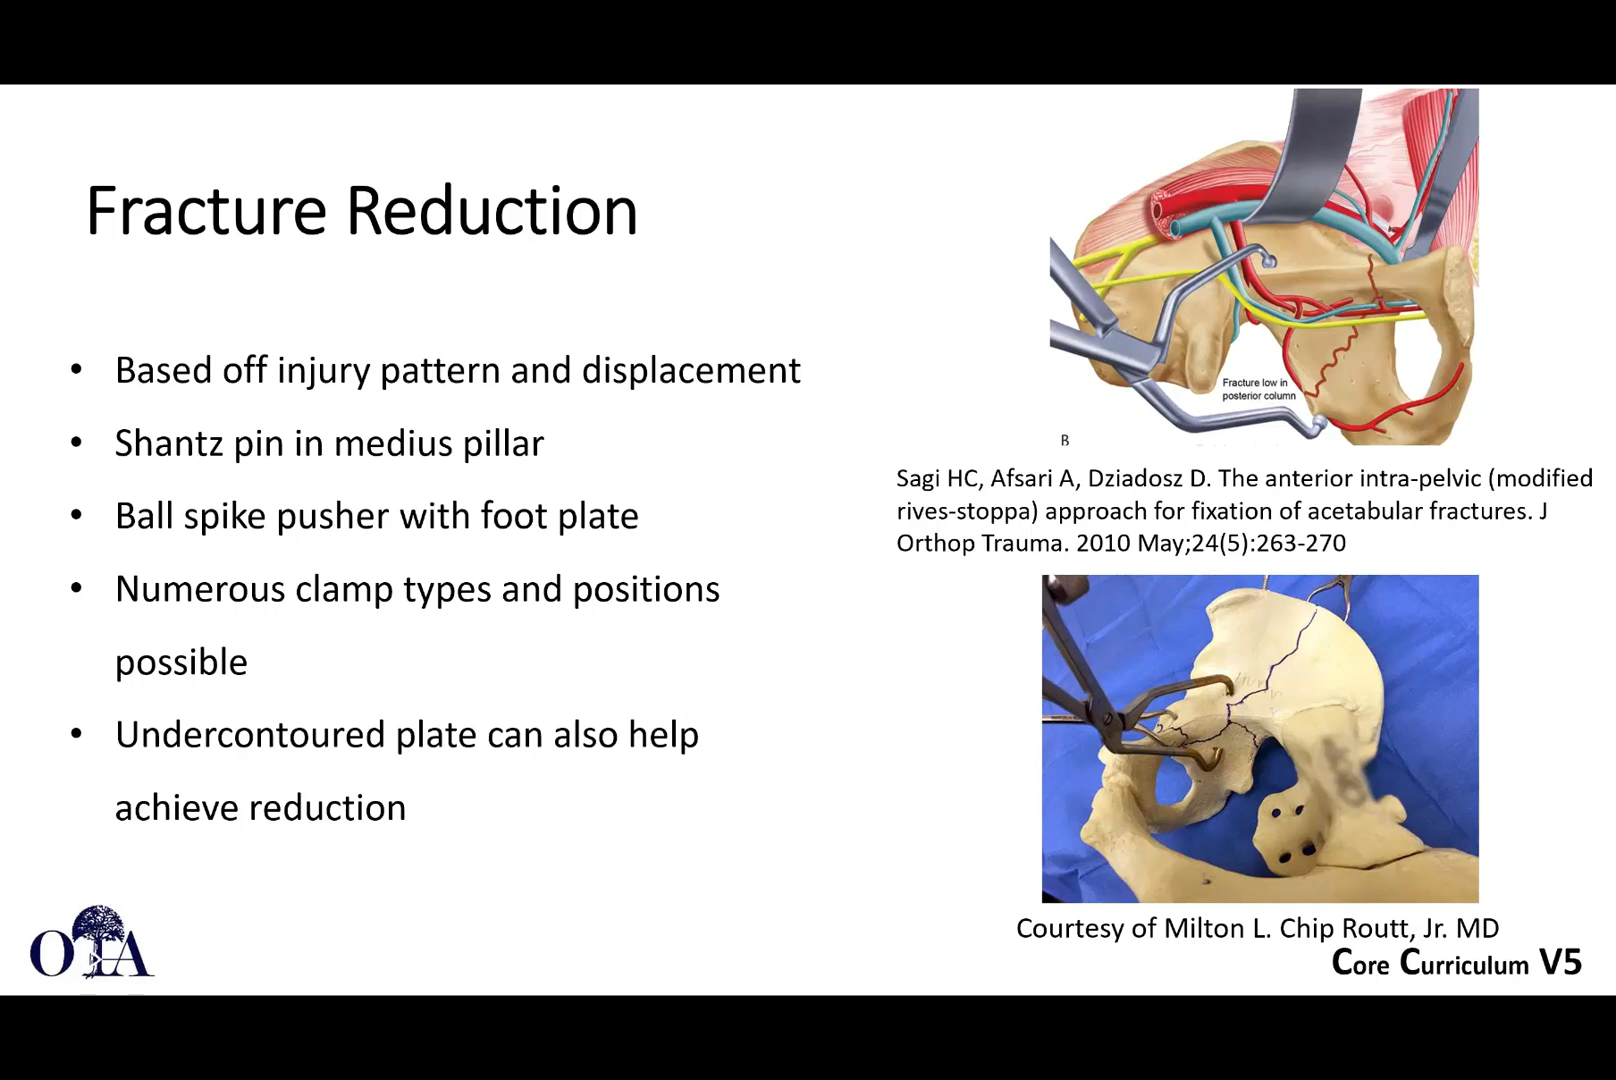 Fracture Reduction
• Based off injury pattern and displacement
• Shantz pin in medius pillar
• Ball spike pusher with foot plate
• Numerous clamp types and positions
possible
• Undercontoured plate can also help
achieve reduction
OTA
Fracture low in
posterior column
B
Sagi HC, Afsari A, Dziadosz D. The anterior intra-pelvic (modified
rives-stoppa) approach for fixation of acetabular fractures. J
Orthop Trauma. 2010 May;24(5):263-270
Courtesy of Milton L. Chip Routt, Jr. MD
Core Curriculum V5